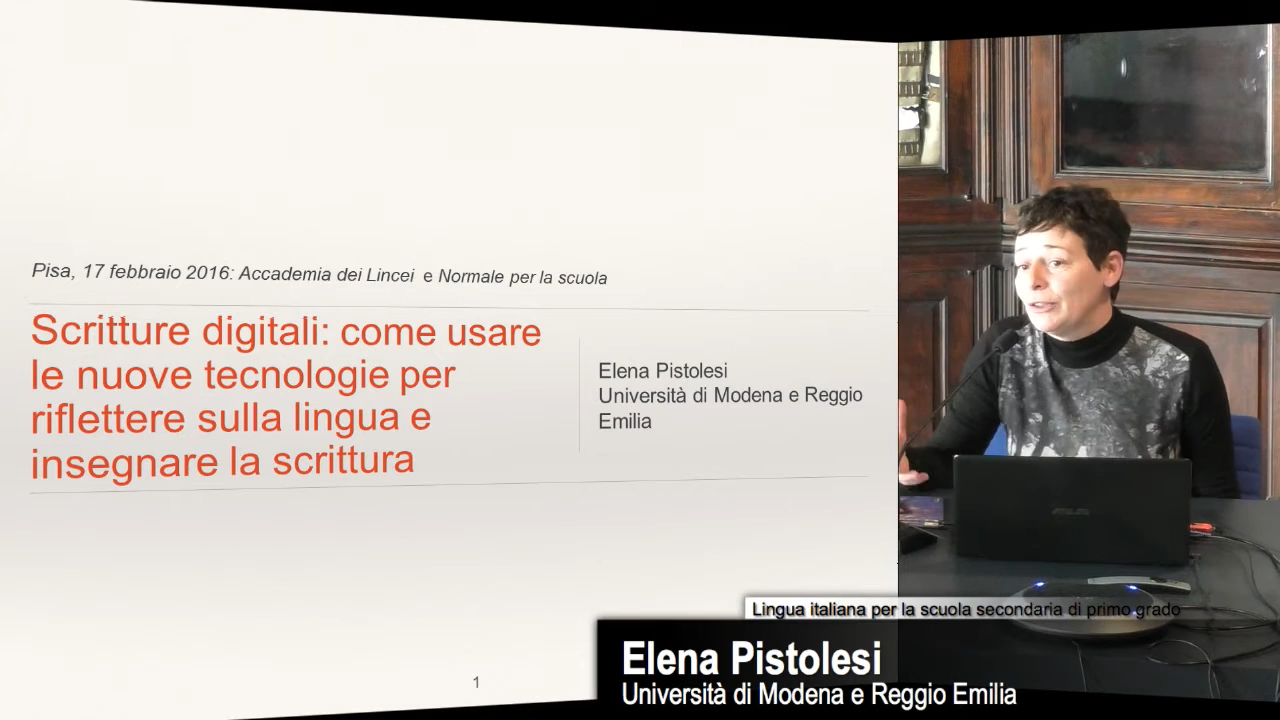 Pisa, 17 febbraio 2016: Accademia dei Lincei e Normale per la scuola
Scritture digitali: come usare
le nuove tecnologie per
riflettere sulla lingua e
insegnare la scrittura
Elena Pistolesi
Università di Modena e Reggio
Emilia
1
ASUS
Lingua italiana per la scuola secondaria di primo grado
Elena Pistolesi
Università di Modena e Reggio Emilia